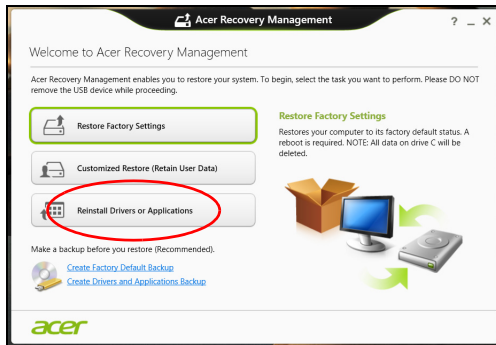 Acer Recovery Management
? _ X
Welcome to Acer Recovery Management
Acer Recovery Management enables you to restore your system. To begin, select the task you want to perform. Please DO NOT
remove the USB device while proceeding.
Restore Factory Settings
Customized Restore (Retain User Data)
Reinstall Drivers or Applications
Restore Factory Settings
Restores your computer to its factory default status. A
reboot is required. NOTE: All data on drive C will be
deleted.
Make a backup before you restore (Recommended).
Create Factory Default Backup
Create Drivers and Applications Backup
acer